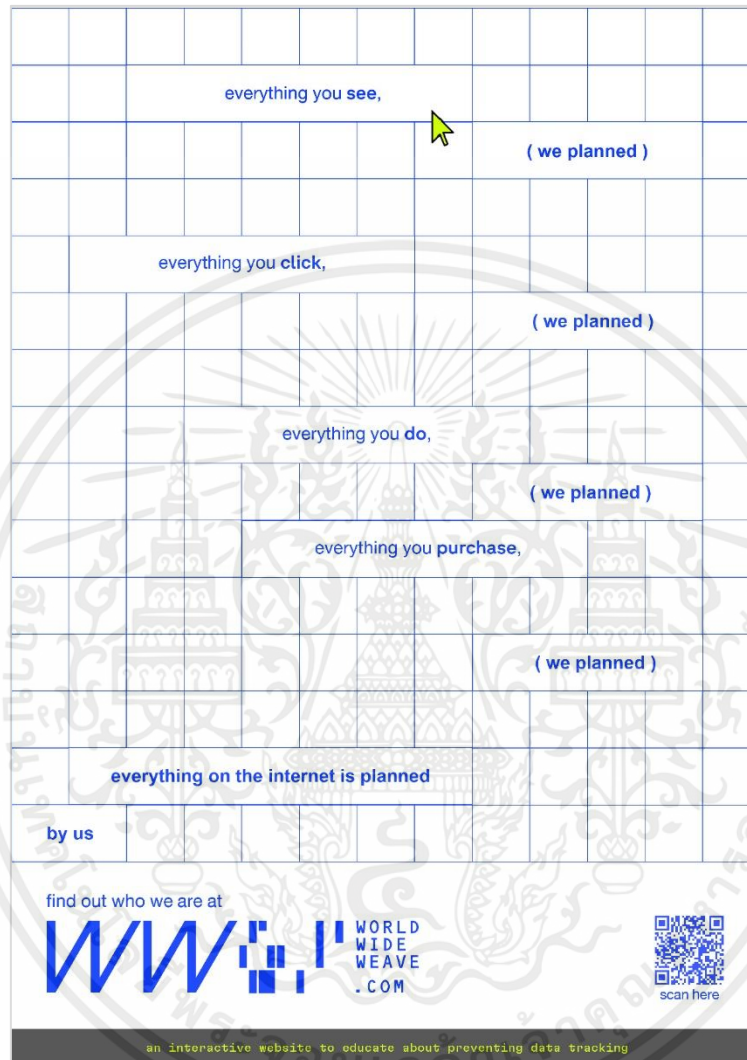 everything you see,
( we planned )
everything you click,
( we planned )
everything you do,
( we planned )
everything you purchase,
( we planned )
everything on the internet is planned
by us
find out who we are at
WW
WORLD
WIDE
WEAVE
.COM
scan here
an interactive website to educate about preventing data tracking